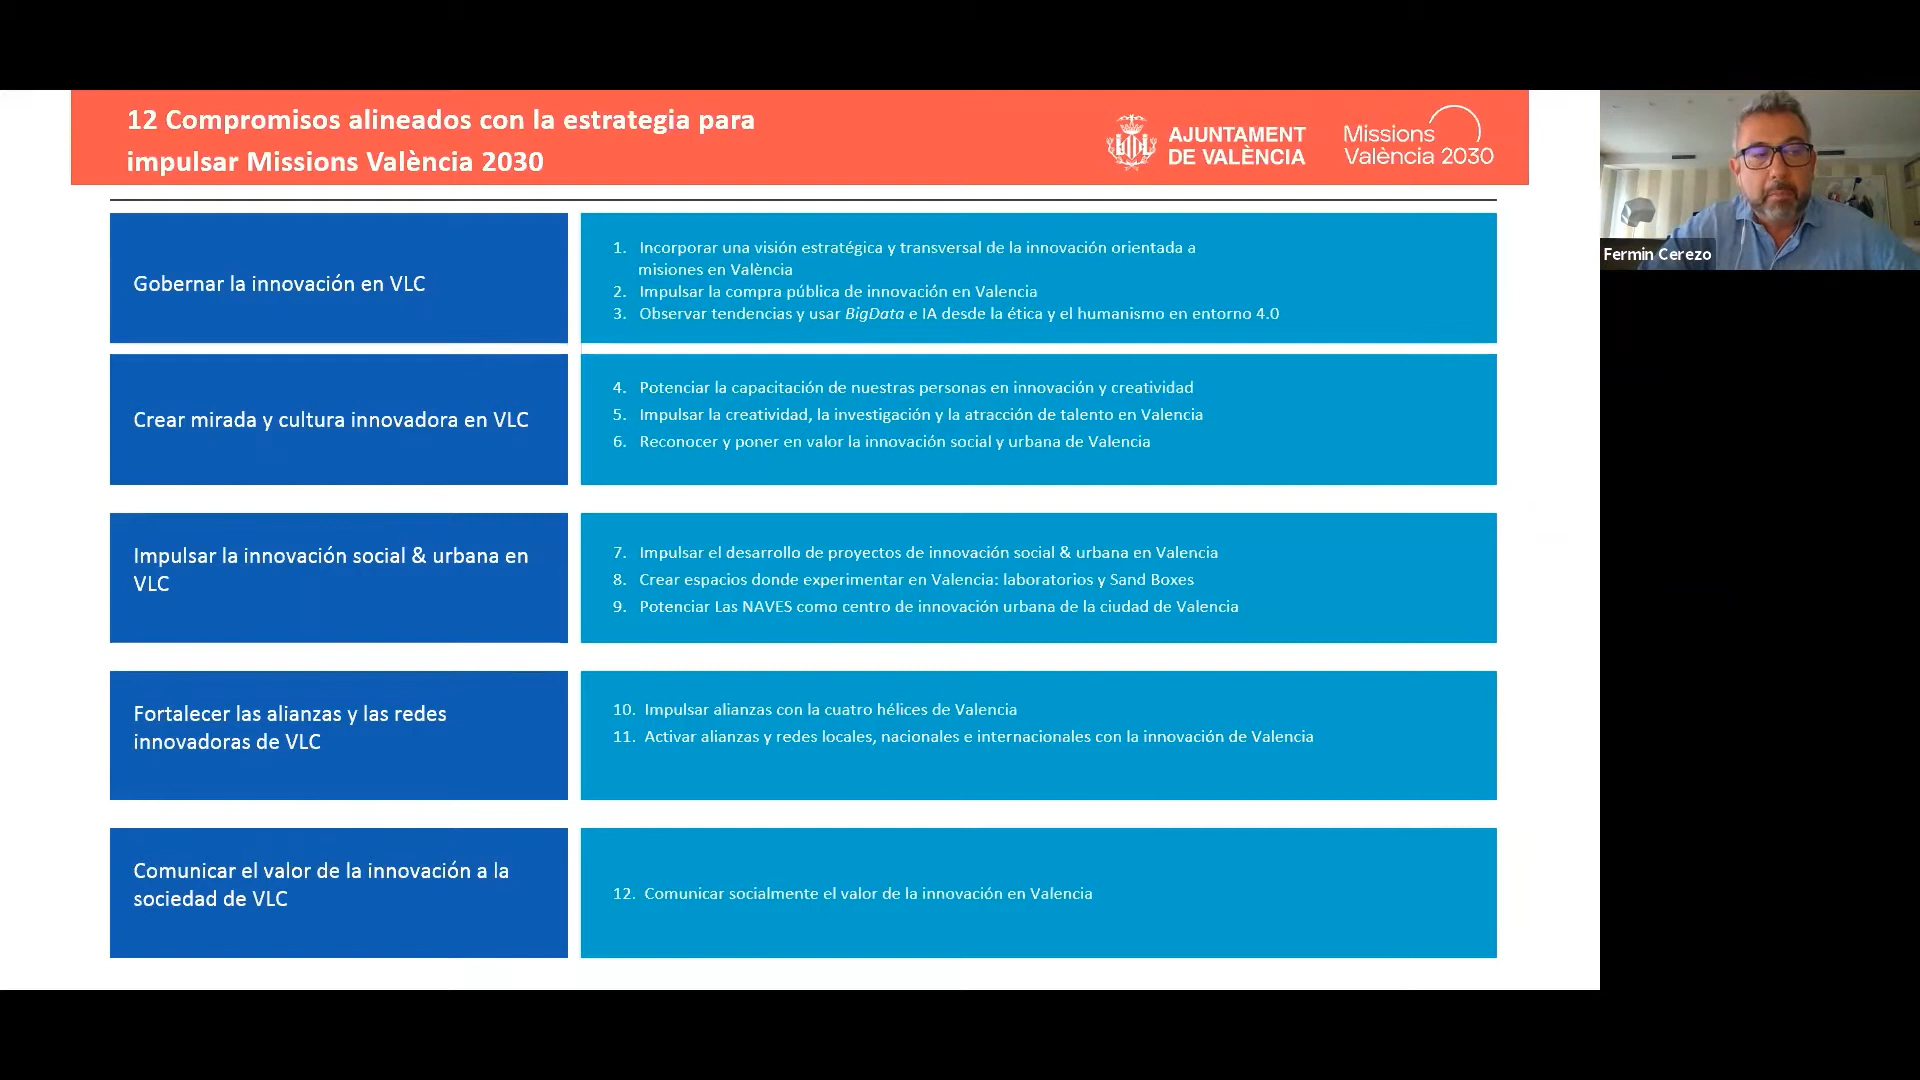 12 Compromisos alineados con la estrategia para
impulsar Missions València 2030
AJUNTAMENT
DE VALÈNCIA
Missions
València 2030
Fermin Cerezo
Gobernar la innovación en VLC
1. Incorporar una visión estratégica y transversal de la innovación orientada a
misiones en València
2. Impulsar la compra pública de innovación en Valencia
3. Observar tendencias y usar BigData e IA desde la ética y el humanismo en entorno 4.0
Crear mirada y cultura innovadora en VLC
4. Potenciar la capacitación de nuestras personas en innovación y creatividad
5. Impulsar la creatividad, la investigación y la atracción de talento en Valencia
6. Reconocer y poner en valor la innovación social y urbana de Valencia
Impulsar la innovación social & urbana en
VLC
7. Impulsar el desarrollo de proyectos de innovación social & urbana en Valencia
8. Crear espacios donde experimentar en Valencia: laboratorios y Sand Boxes
9. Potenciar Las NAVES como centro de innovación urbana de la ciudad de Valencia
Fortalecer las alianzas y las redes
innovadoras de VLC
10. Impulsar alianzas con la cuatro hélices de Valencia
11. Activar alianzas y redes locales, nacionales e internacionales con la innovación de Valencia
Comunicar el valor de la innovación a la
sociedad de VLC
12. Comunicar socialmente el valor de la innovación en Valencia